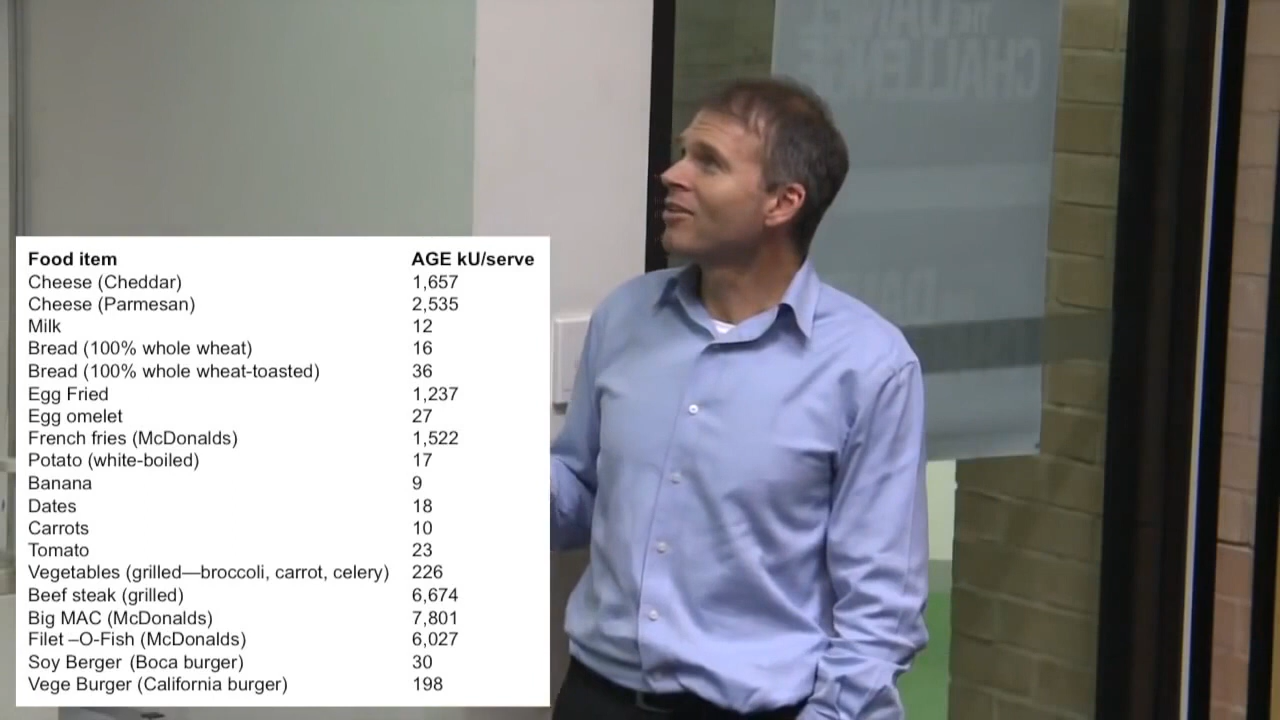 THE DANIEL
CHALLENGE
Food item AGE kU/serve
Cheese (Cheddar) 1,657
Cheese (Parmesan) 2,535
Milk 12
Bread (100% whole wheat) 16
Bread (100% whole wheat-toasted) 36
Egg Fried 1,237
Egg omelet 27
French fries (McDonalds) 1,522
Potato (white-boiled) 17
Banana 9
Dates 18
Carrots 10
Tomato 23
Vegetables (grilled—broccoli, carrot, celery) 226
Beef steak (grilled) 6,674
Big MAC (McDonalds) 7,801
Filet –O-Fish (McDonalds) 6,027
Soy Berger (Boca burger) 30
Vege Burger (California burger) 198